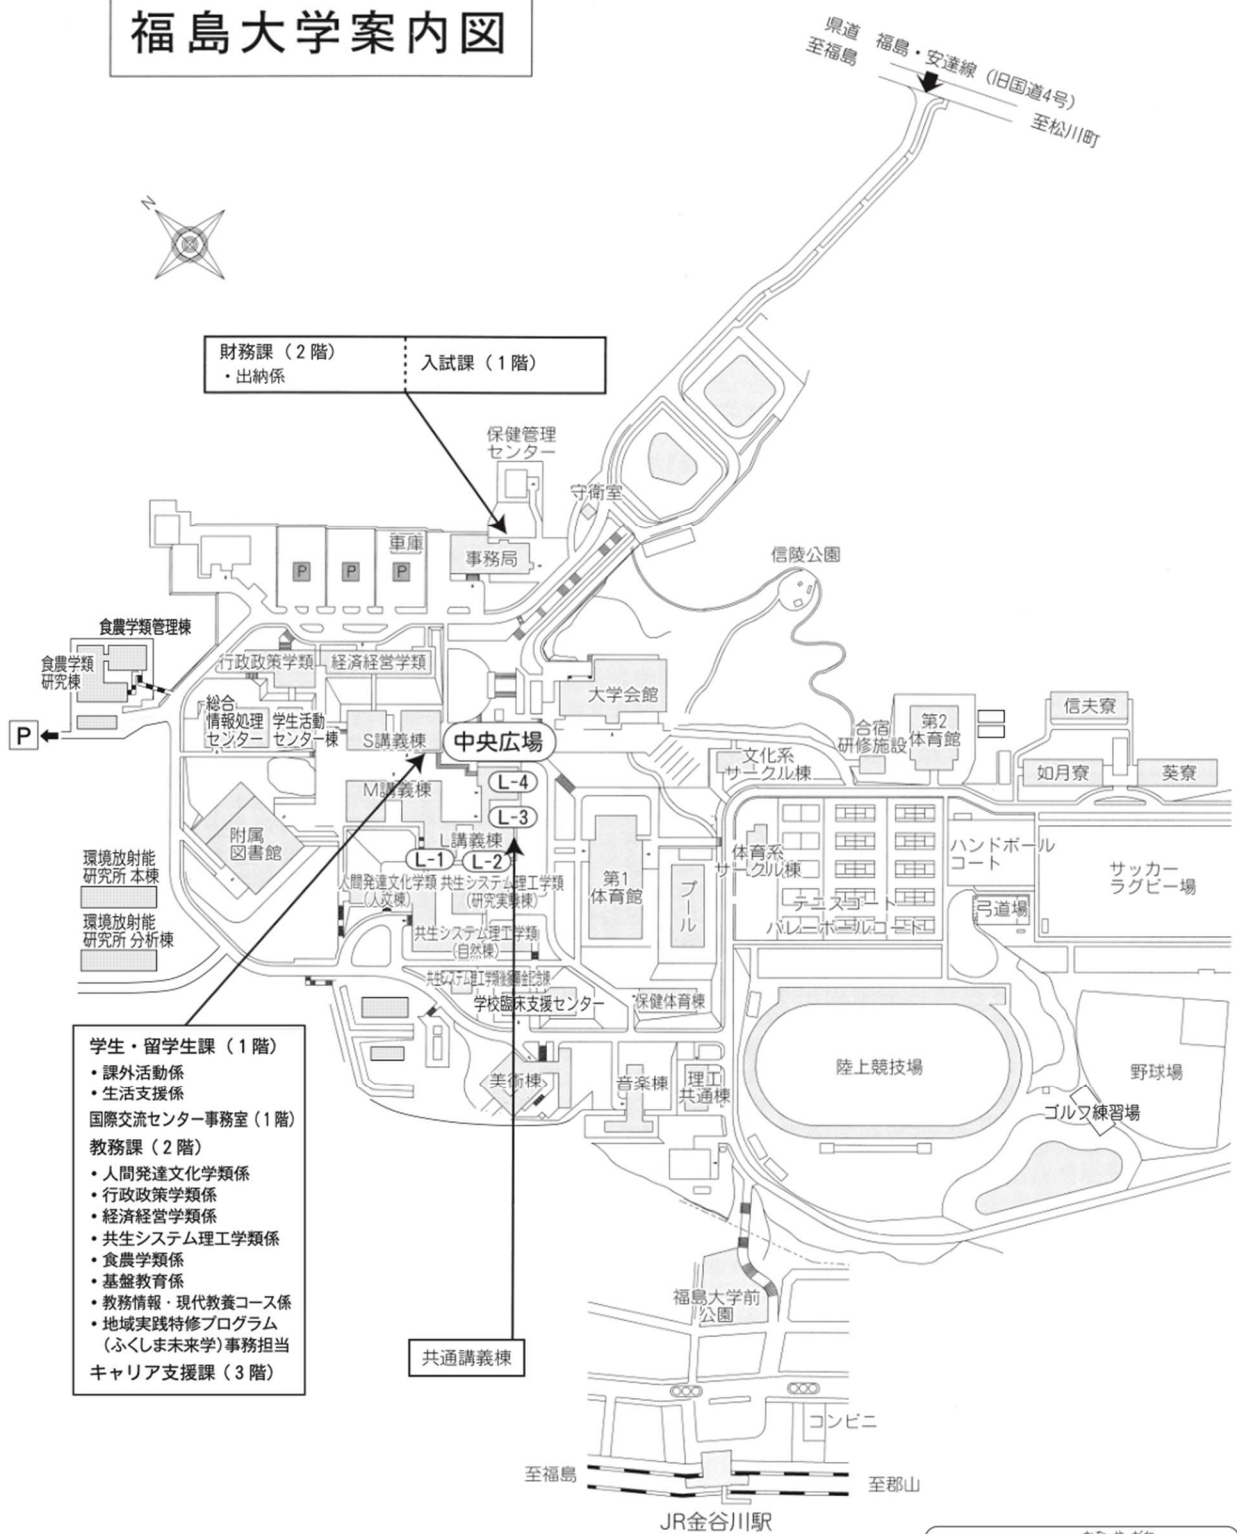 福島大学案内図
県道 福島・安達線(旧国道4号)
至福島
至松川町
N
財務課(2階)
・出納係
入試課(1階)
保健管理
センター
守衛室
車庫
事務局
P
P
P
信陵公園
食農学類管理棟
食農学類
研究棟
行政政策学類
経済経営学類
大学会館
総合
情報処理
センター
学生活動
センター棟
S講義棟
中央広場
P
合宿
研修施設
第2
体育館
信夫寮
如月寮
葵寮
文化系
サークル棟
M講義棟
L-4
L-3
L講義棟
L-1
L-2
附属
図書館
環境放射能
研究所 本棟
環境放射能
研究所 分析棟
人間発達文化学類
(人文棟)
共生システム理工学類
(研究実験棟)
共生システム理工学類
(自然棟)
共生システム理工学類後援募金記念棟
学校臨床支援センター
第1
体育館
プール
体育系
サークル棟
テニスコート
バレーボールコート
ハンドボール
コート
弓道場
サッカー
ラグビー場
保健体育棟
美術棟
音楽棟
理工
共通棟
陸上競技場
野球場
ゴルフ練習場
学生・留学生課(1階)
・課外活動係
・生活支援係
国際交流センター事務室(1階)
教務課(2階)
・人間発達文化学類係
・行政政策学類係
・経済経営学類係
・共生システム理工学類係
・食農学類係
・基盤教育係
・教務情報・現代教養コース係
・地域実践特修プログラム
(ふくしま未来学)事務担当
キャリア支援課(3階)
共通講義棟
福島大学前
公園
コンビニ
至福島
至郡山
JR金谷川駅